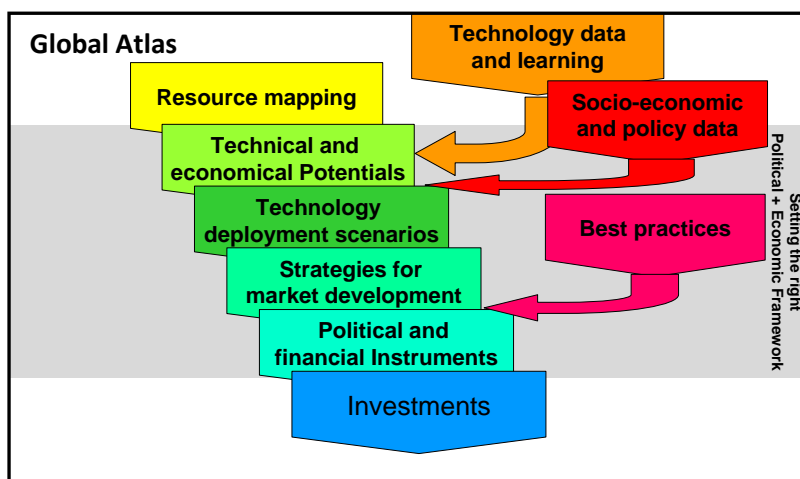 Global Atlas
Technology data
and learning
Resource mapping
Socio-economic
and policy data
Technical and
economical Potentials
Technology
deployment scenarios
Best practices
Strategies for
market development
Political and
financial Instruments
Investments
Setting the right
Political + Economic Framework